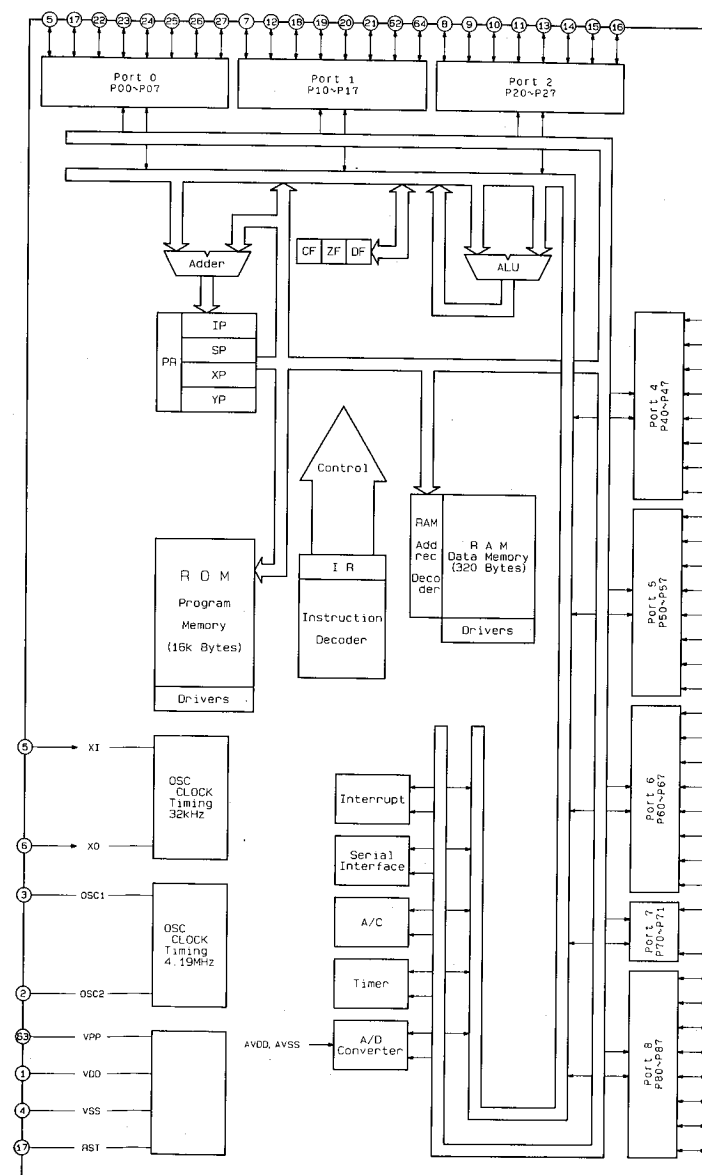 5 17 22 23 24 25 26 27 7 12 18 19 20 21 62 64 8 9 10 11 13 14 15 16
Port 0
P00~P07
Port 1
P10~P17
Port 2
P20~P27
Adder
CF ZF DF
ALU
PR
IP
SP
XP
YP
Port 4
P40~P47
Control
RAM
Add
rec
Decoder
R A M
Data Memory
(320 Bytes)
Drivers
R O M
Program
Memory
(16k Bytes)
Drivers
I R
Instruction
Decoder
Port 5
P50~P57
5 XI
OSC
CLOCK
Timing
32kHz
6 XO
Interrupt
Port 6
P60~P67
Serial
Interface
3 OSC1
OSC
CLOCK
Timing
4.19MHz
2 OSC2
A/C
Port 7
P70~P71
Timer
63 VPP
1 VDD
4 VSS
17 RST
AVDD, AVSS
A/D
Converter
Port 8
P80~P87